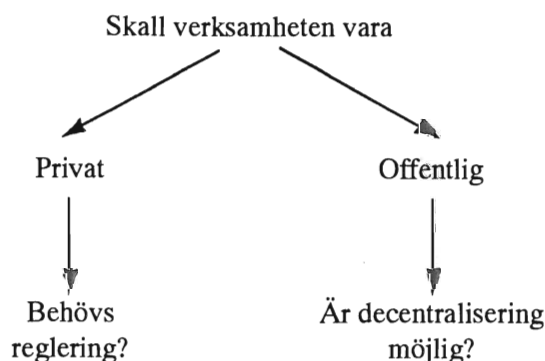 Skall verksamheten vara
Privat
Offentlig
Behövs
reglering?
Är decentralisering
möjlig?